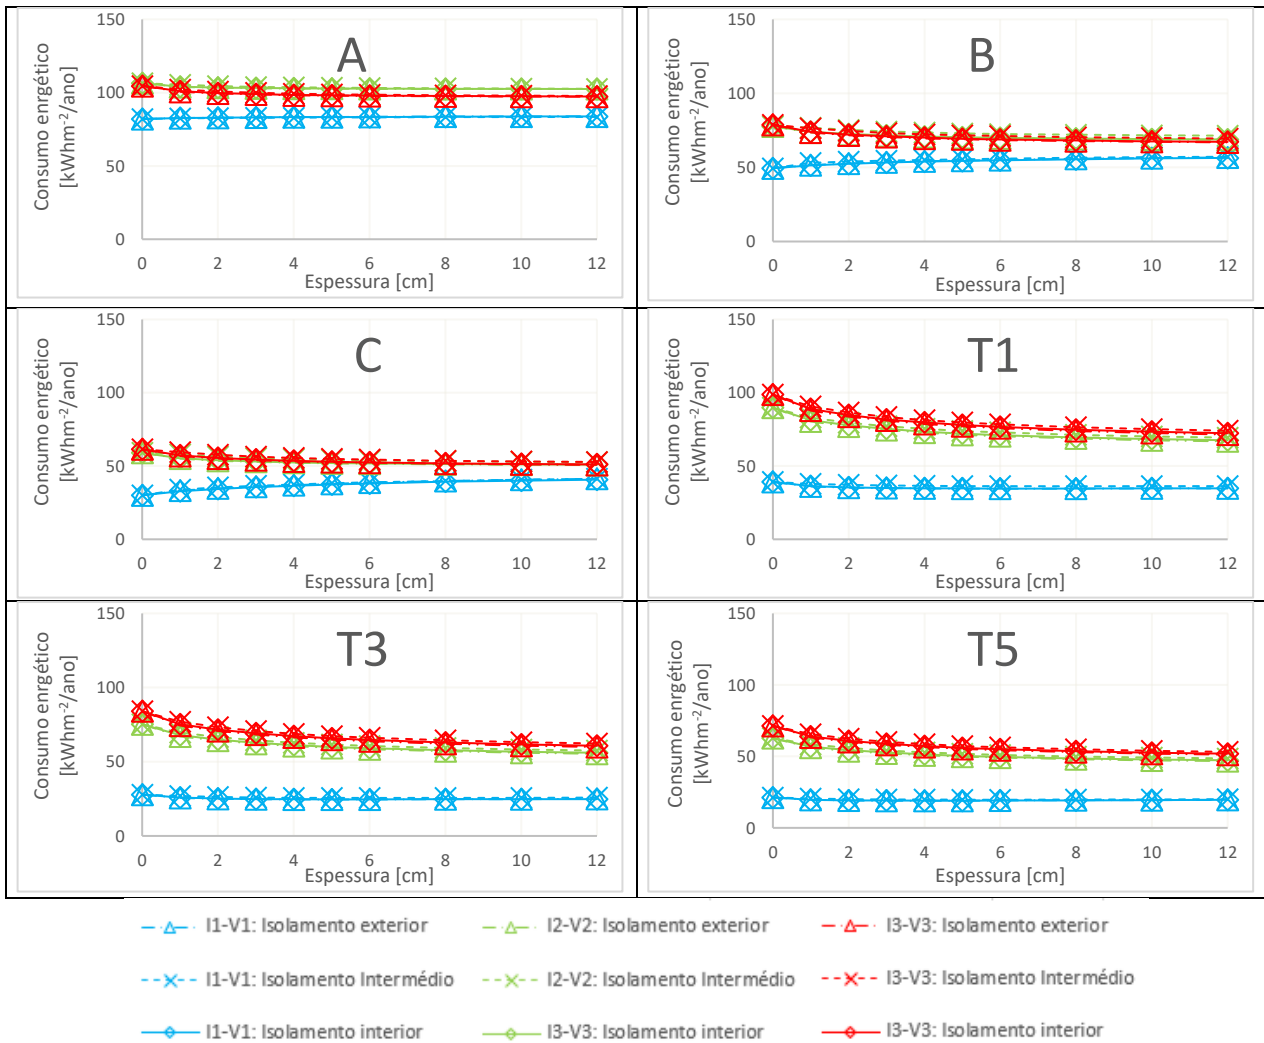 A
Consumo enrgético
[kWhm⁻²/ano]
150
100
50
0
0 2 4 6 8 10 12
Espessura [cm]
B
Consumo enrgético
[kWhm⁻²/ano]
150
100
50
0
0 2 4 6 8 10 12
Espessura [cm]
C
Consumo enrgético
[kWhm⁻²/ano]
150
100
50
0
0 2 4 6 8 10 12
Espessura [cm]
T1
Consumo enrgético
[kWhm⁻²/ano]
150
100
50
0
0 2 4 6 8 10 12
Espessura [cm]
T3
Consumo enrgético
[kWhm⁻²/ano]
150
100
50
0
0 2 4 6 8 10 12
Espessura [cm]
T5
Consumo enrgético
[kWhm⁻²/ano]
150
100
50
0
0 2 4 6 8 10 12
Espessura [cm]
I1-V1: Isolamento exterior I2-V2: Isolamento exterior I3-V3: Isolamento exterior
I1-V1: Isolamento Intermédio I2-V2: Isolamento Intermédio I3-V3: Isolamento Intermédio
I1-V1: Isolamento interior I3-V3: Isolamento interior I3-V3: Isolamento interior